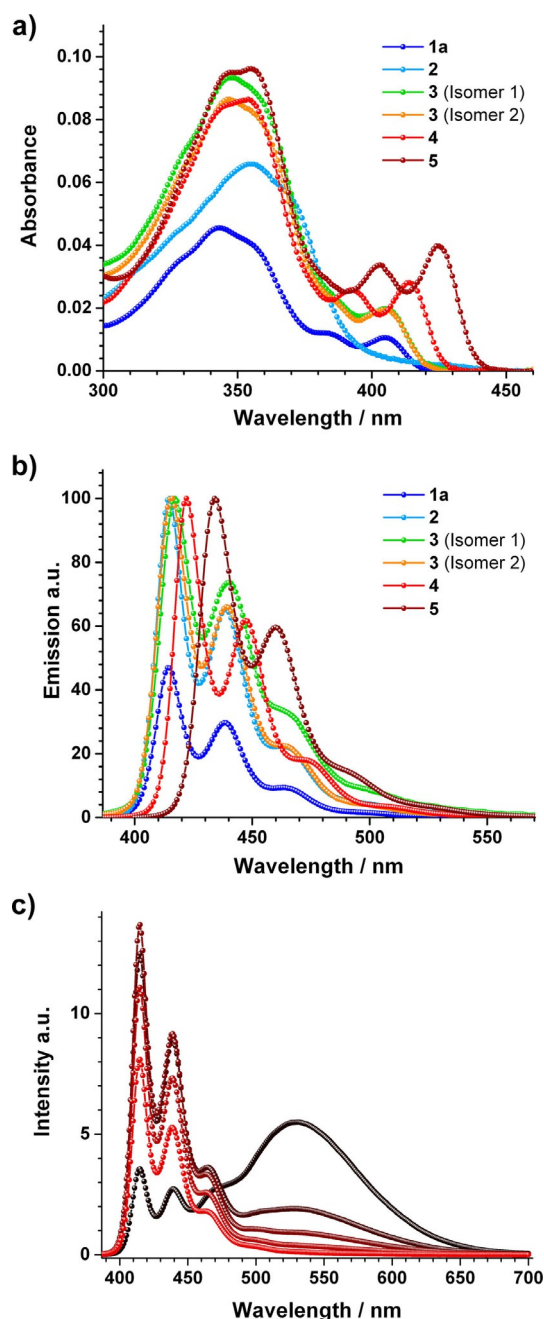 a)
0.10
0.08
0.06
0.04
0.02
0.00
Absorbance
1a
2
3 (Isomer 1)
3 (Isomer 2)
4
5
300
350
400
450
Wavelength / nm
b)
100
80
60
40
20
0
Emission a.u.
1a
2
3 (Isomer 1)
3 (Isomer 2)
4
5
400
450
500
550
Wavelength / nm
c)
10
5
0
Intensity a.u.
400
450
500
550
600
650
700
Wavelength / nm